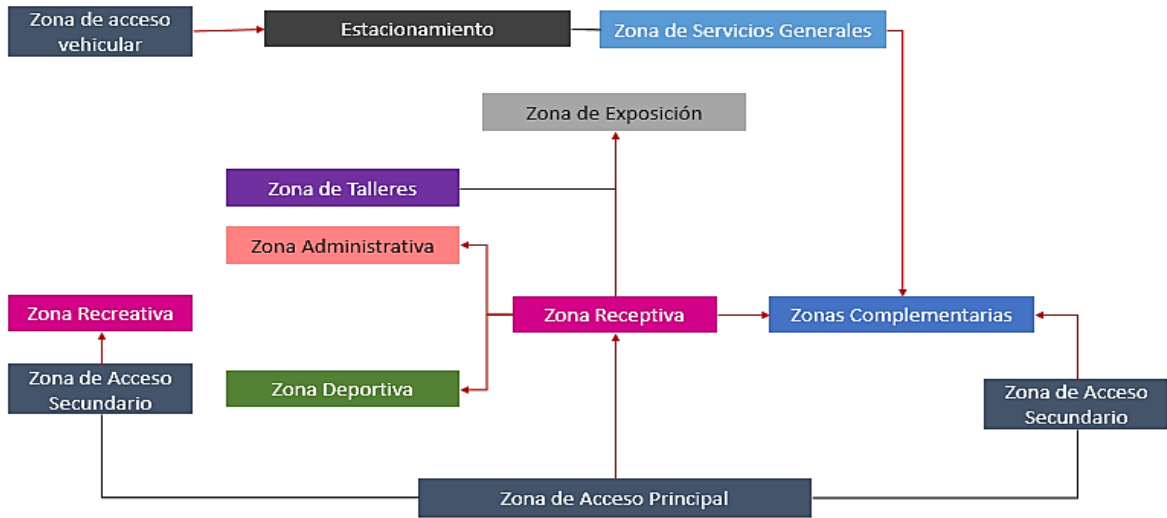 Zona de acceso
vehicular
Estacionamiento
Zona de Servicios Generales
Zona de Exposición
Zona de Talleres
Zona Administrativa
Zona Recreativa
Zona Receptiva
Zonas Complementarias
Zona de Acceso
Secundario
Zona Deportiva
Zona de Acceso
Secundario
Zona de Acceso Principal